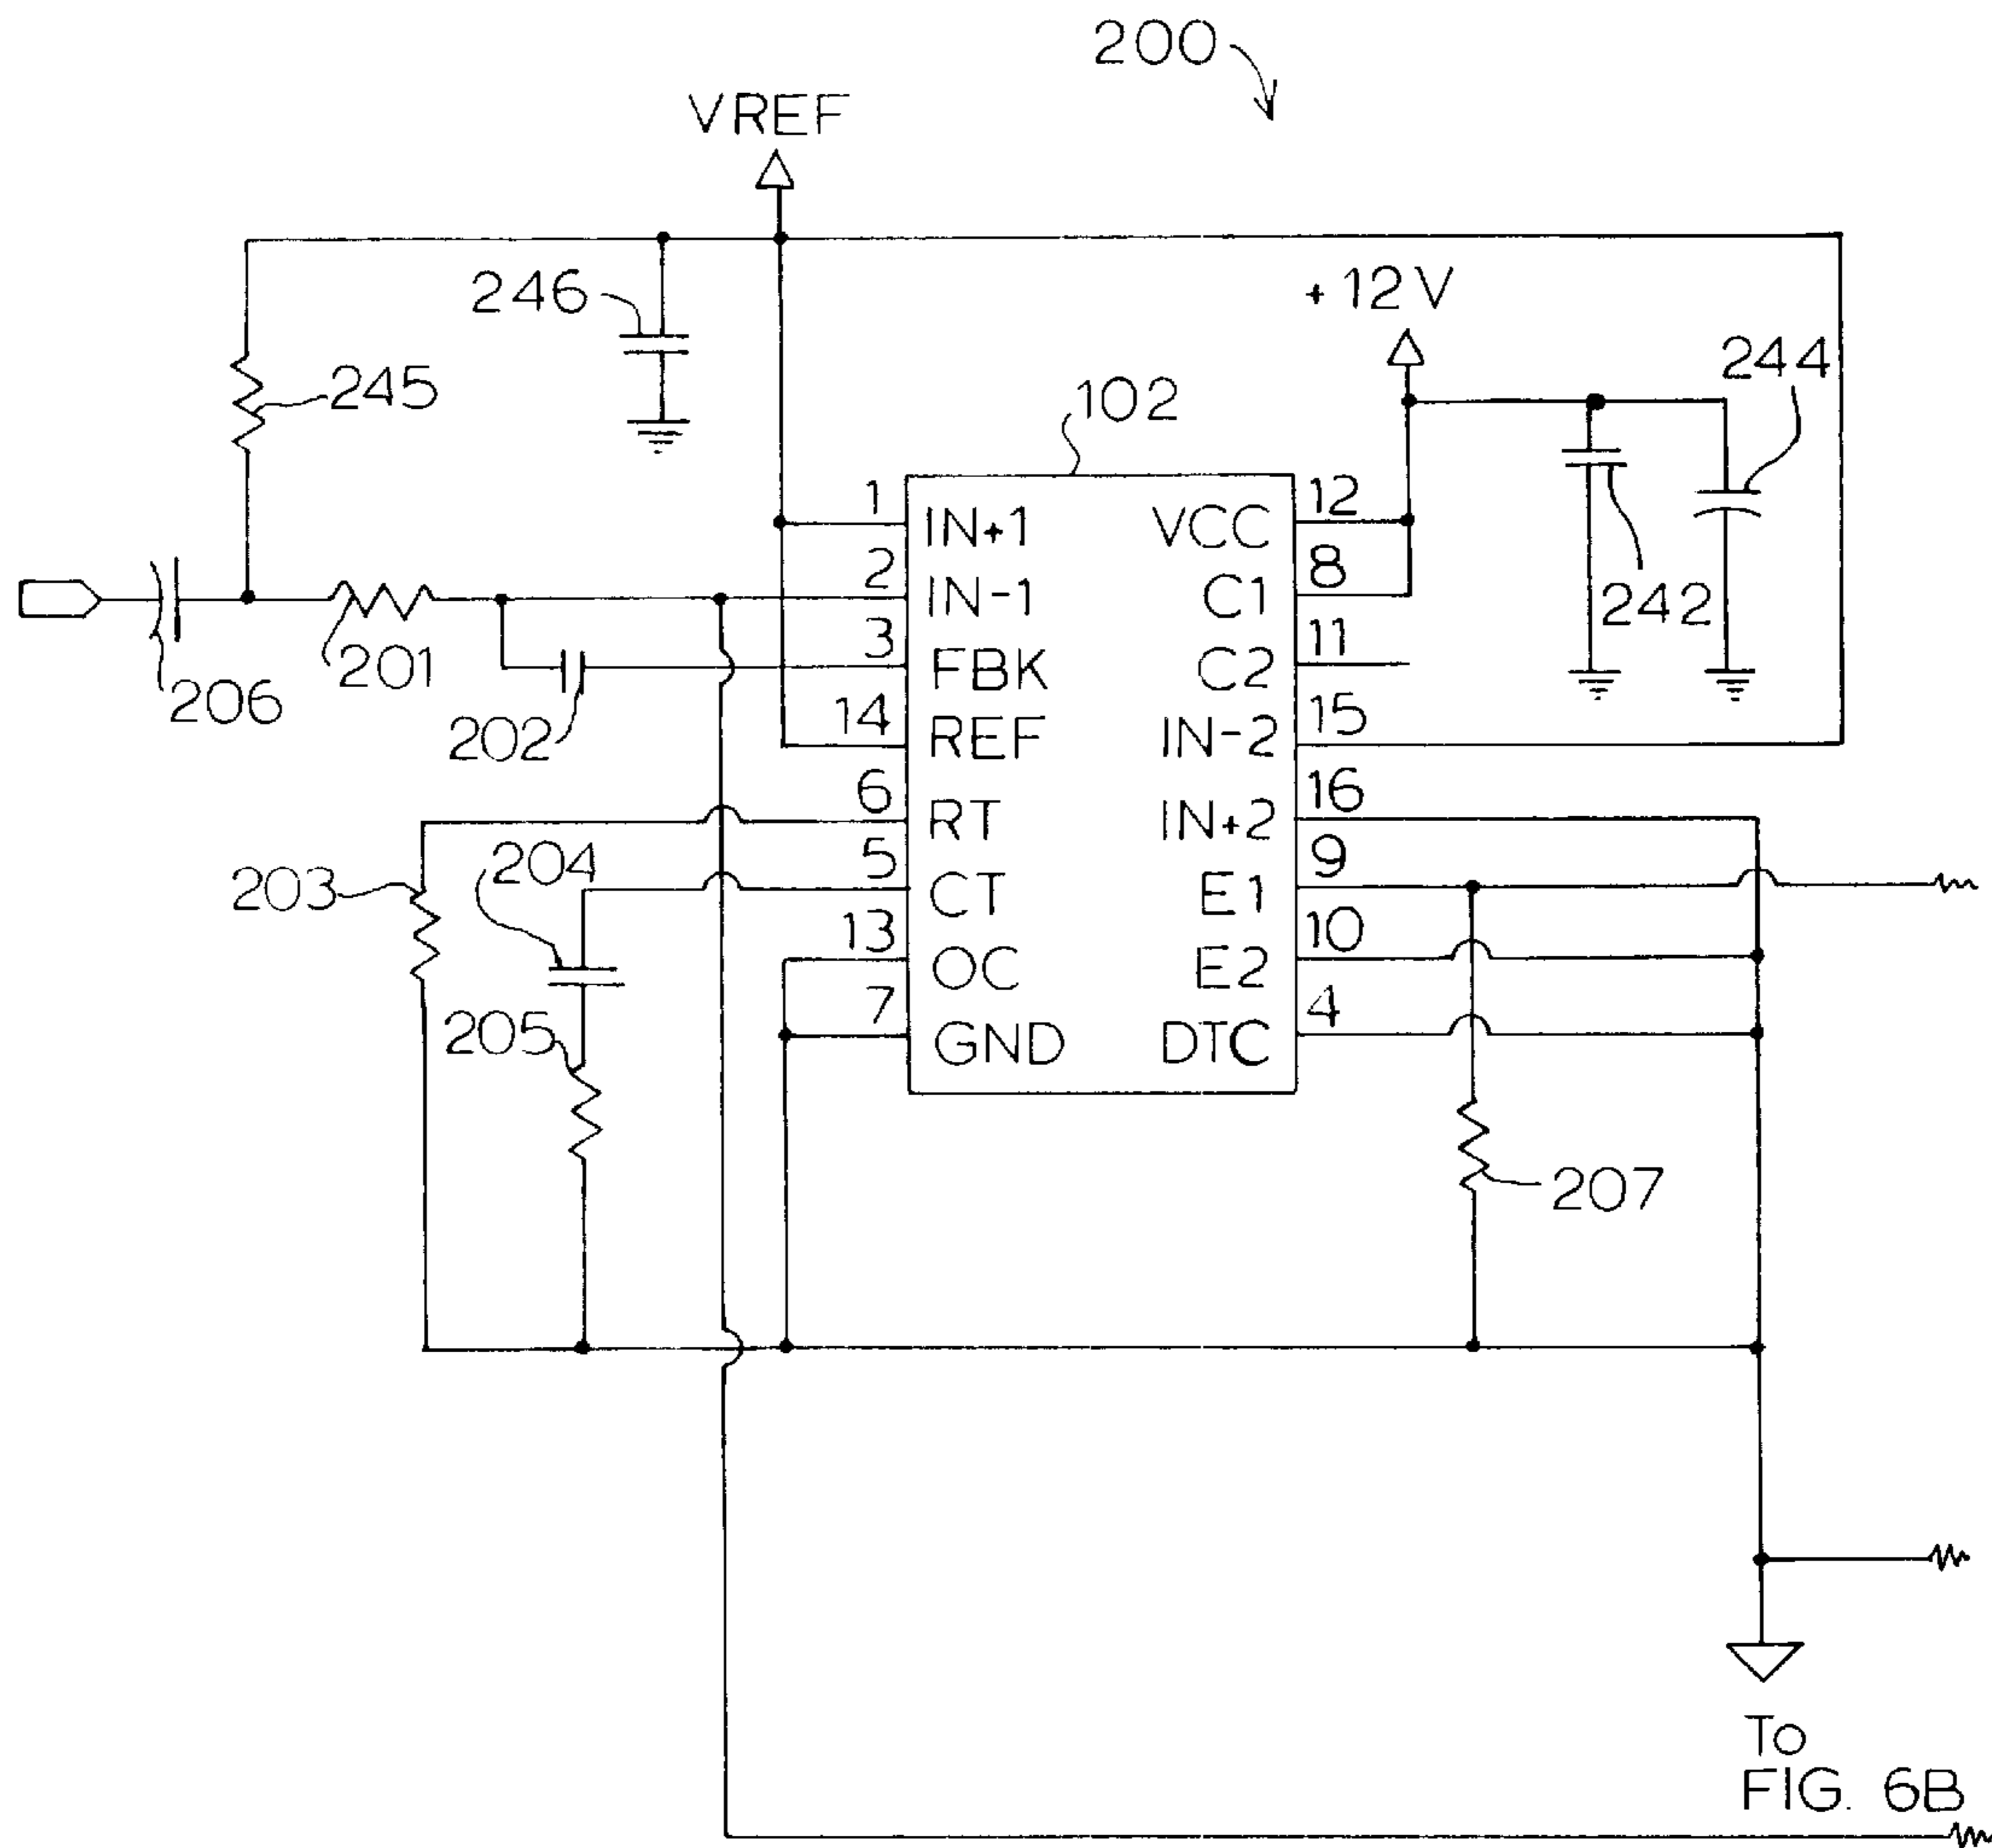 200
VREF
246
+12V
244
245
102
1 IN+1 VCC 12
2 IN-1 C1 8
3 FBK C2 11
14 REF IN-2 15
6 RT IN+2 16
5 CT E1 9
13 OC E2 10
7 GND DTC 4
242
201
206
202
203
204
205
207
To
FIG. 6B